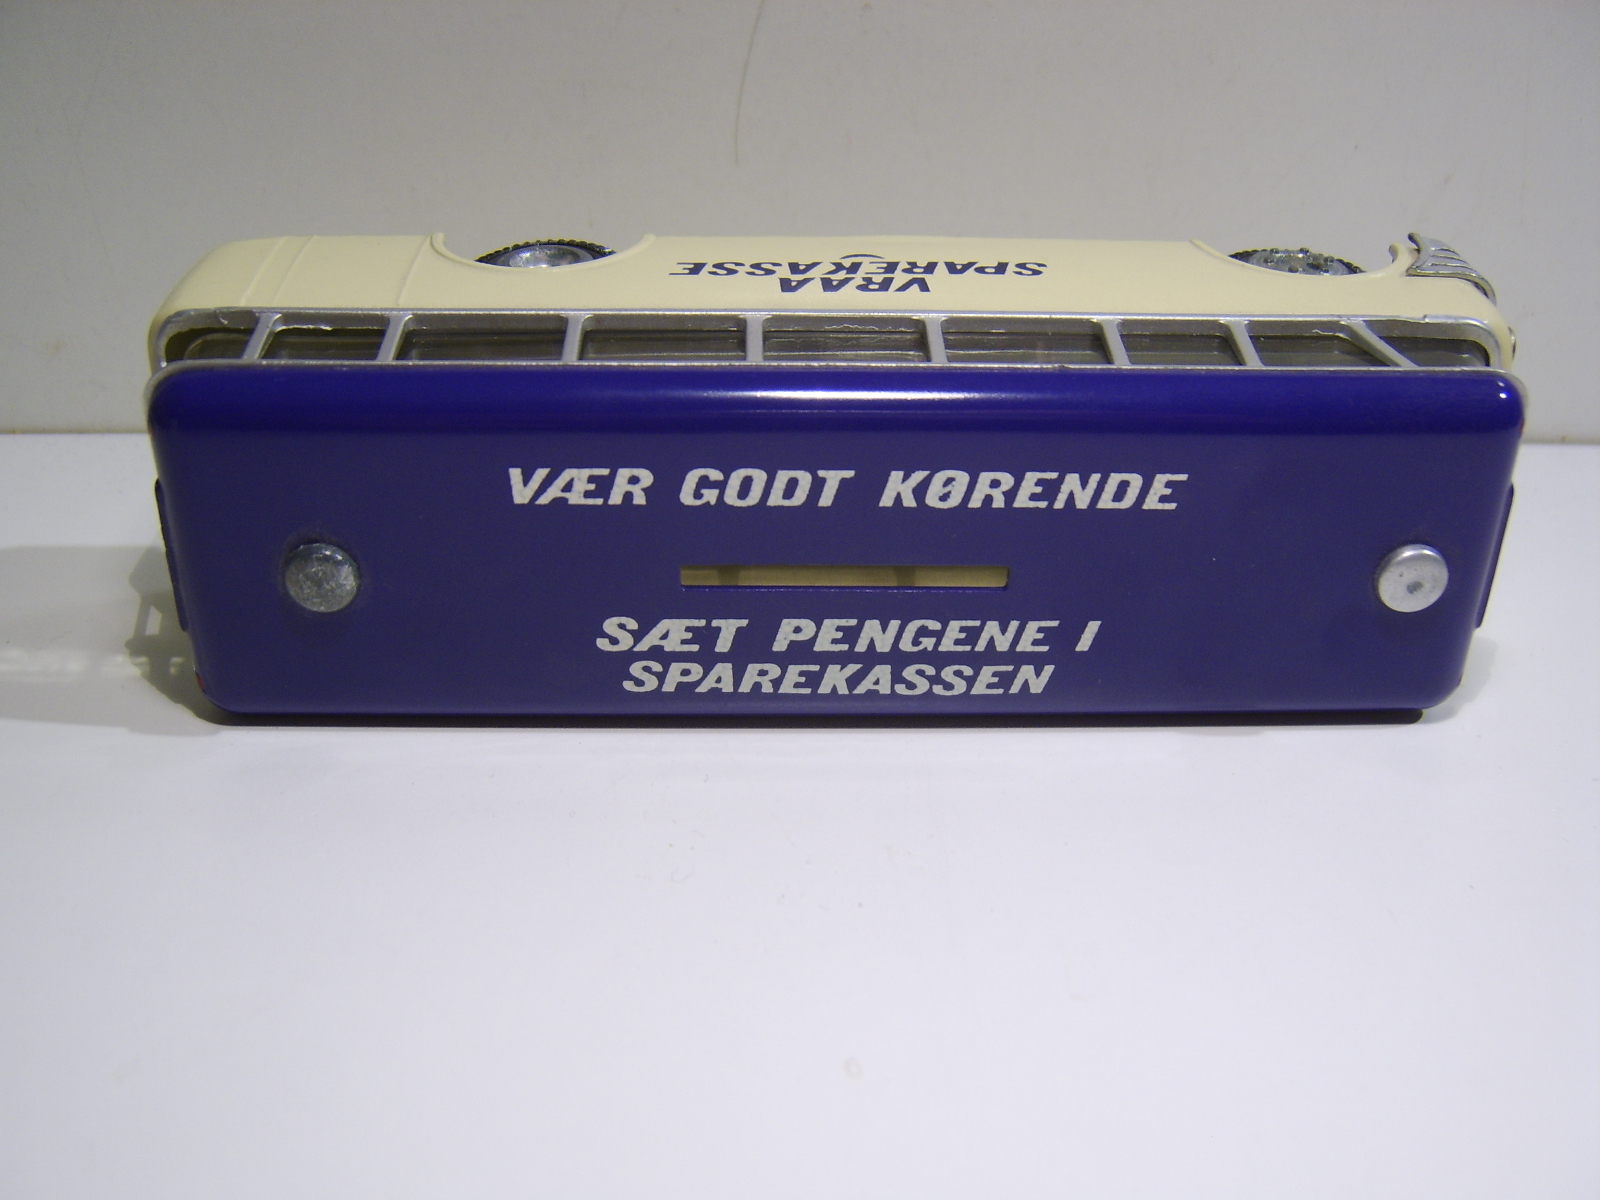 VRAA
SPAREKASSE
VÆR GODT KØRENDE
SÆT PENGENE I
SPAREKASSEN